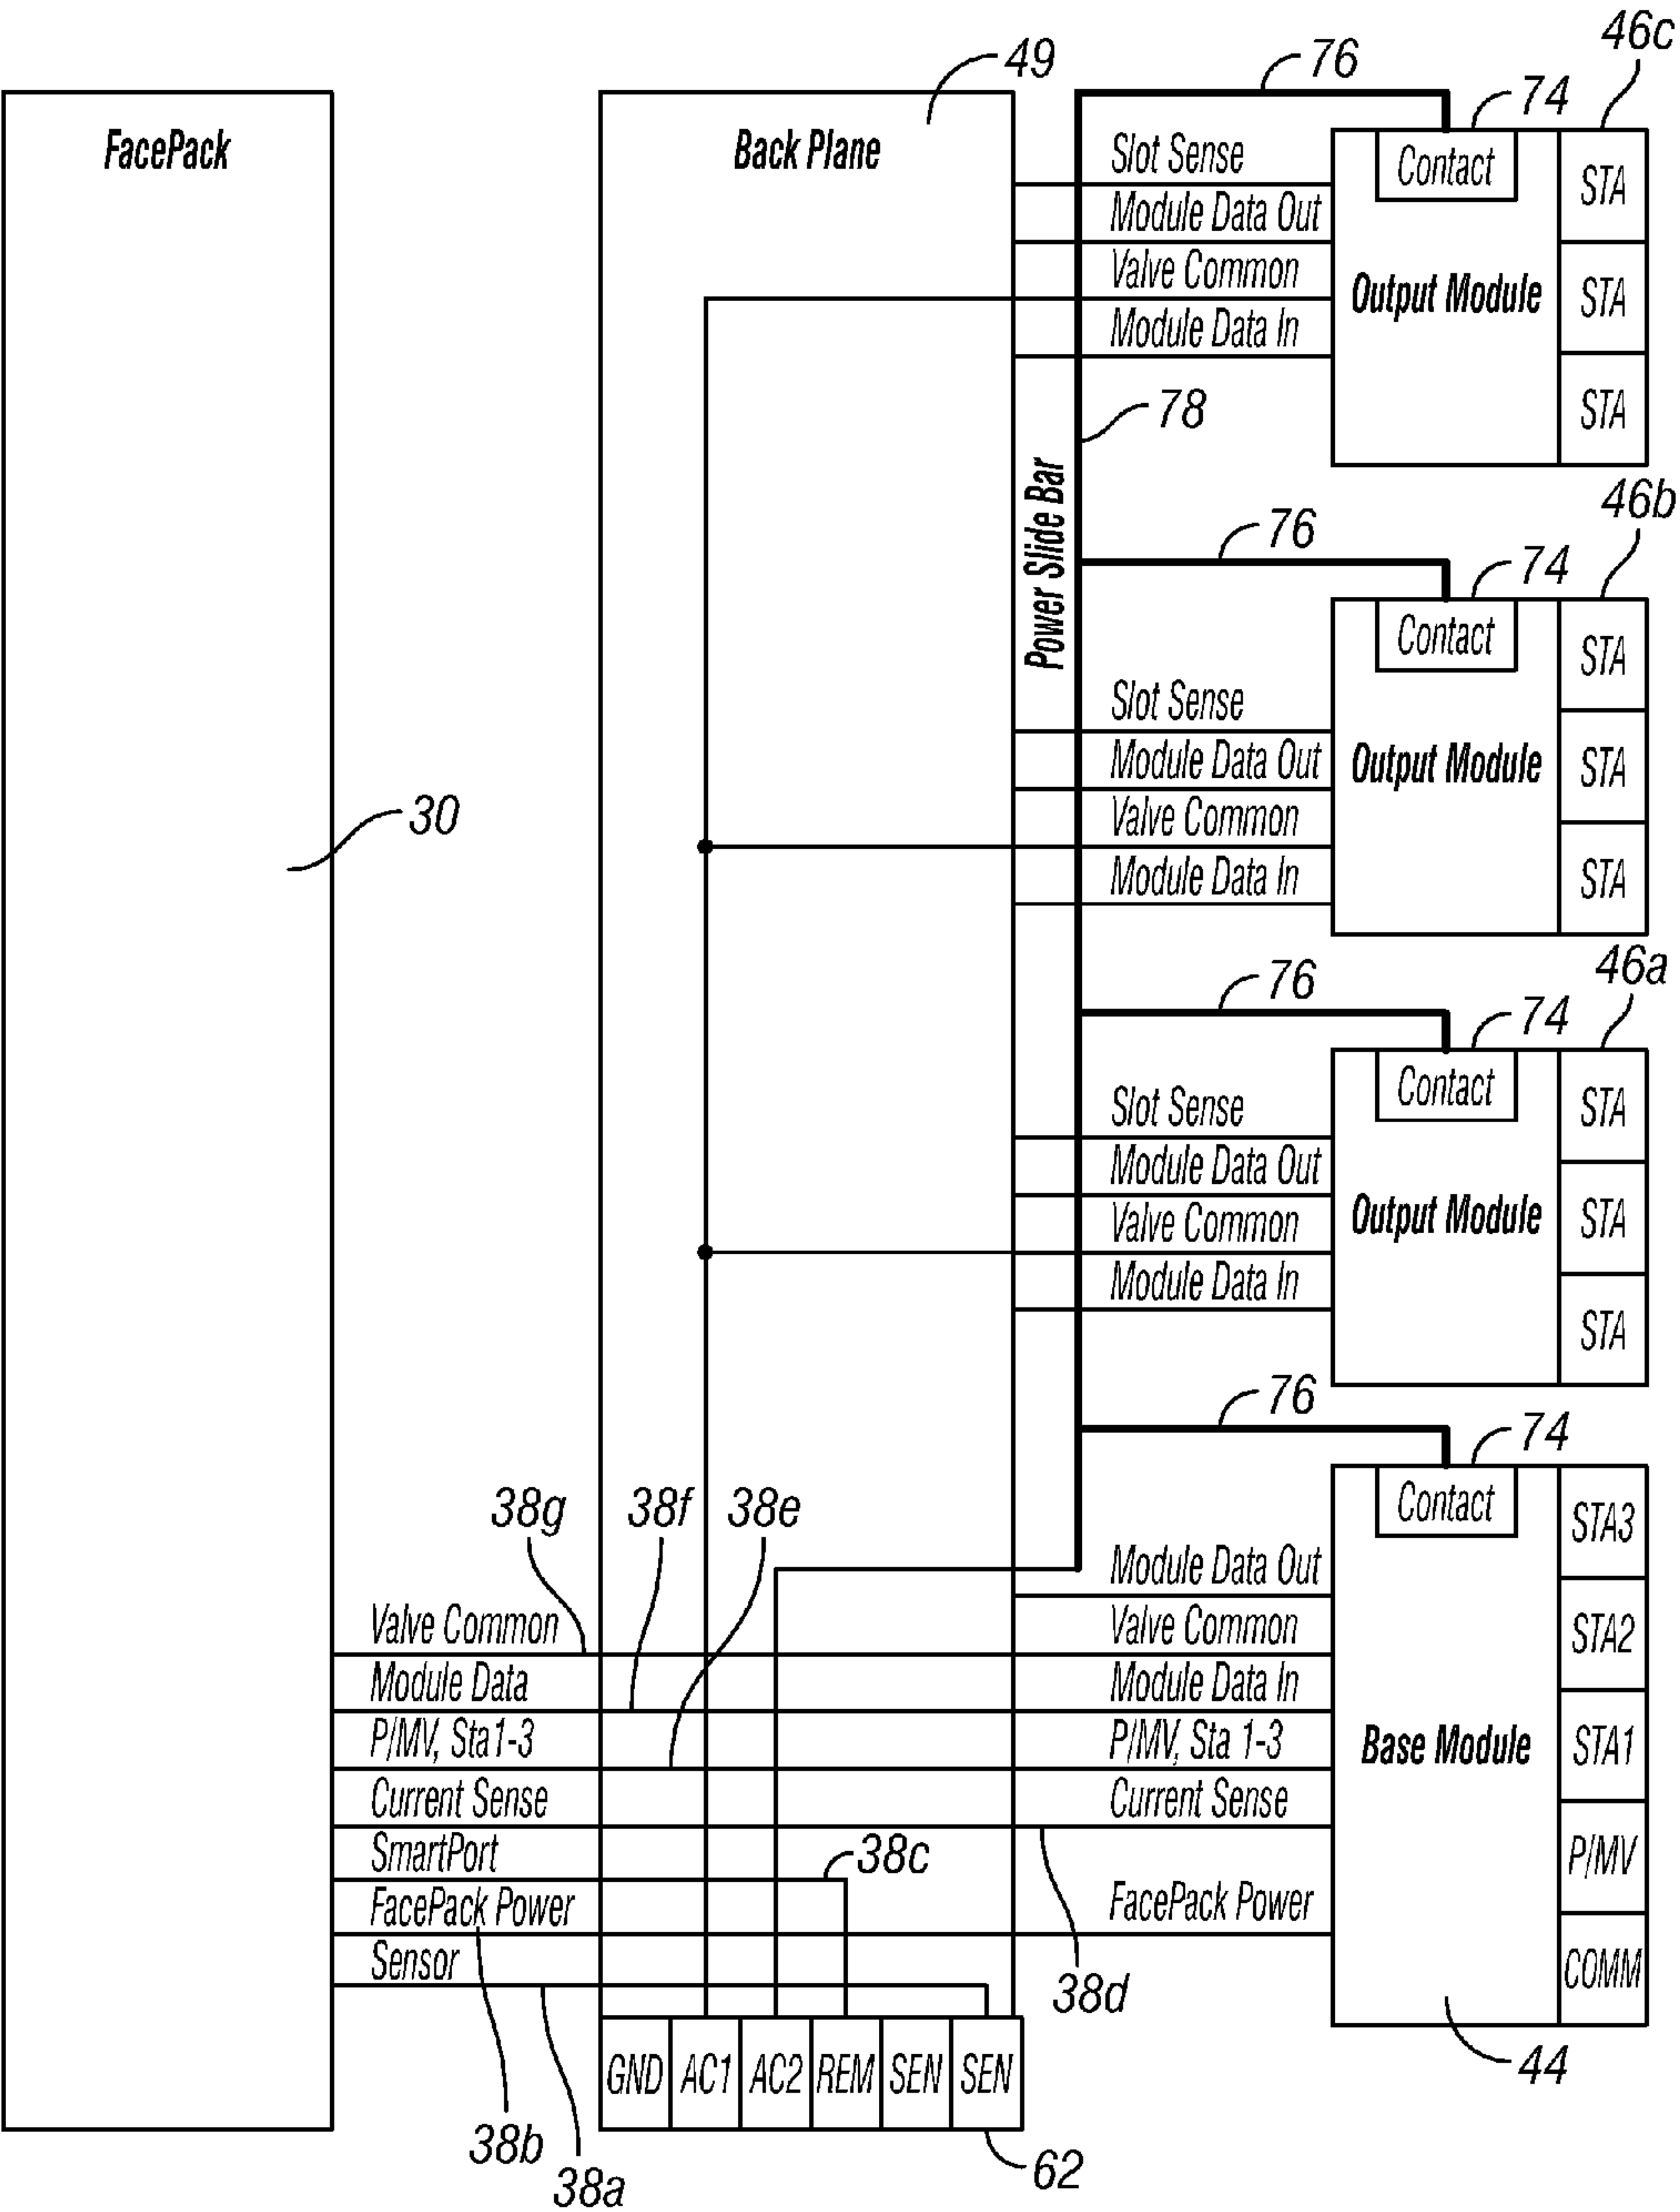 46c
76
49
74
FacePack
Back Plane
Slot Sense
Contact
STA
Module Data Out
Valve Common
Output Module
STA
Module Data In
STA
78
Power Slide Bar
46b
76
74
Contact
STA
Slot Sense
Module Data Out
Output Module
STA
30
Valve Common
Module Data In
STA
46a
76
74
Contact
STA
Slot Sense
Module Data Out
Output Module
STA
Valve Common
Module Data In
STA
76
74
38g
38f
38e
Contact
STA3
Module Data Out
Valve Common
Valve Common
STA2
Module Data
Module Data In
P/MV, Sta1-3
P/MV, Sta 1-3
Base Module
STA1
Current Sense
Current Sense
SmartPort
38c
P/MV
FacePack Power
FacePack Power
Sensor
38d
COMM
GND
AC1
AC2
REM
SEN
SEN
44
38b
38a
62